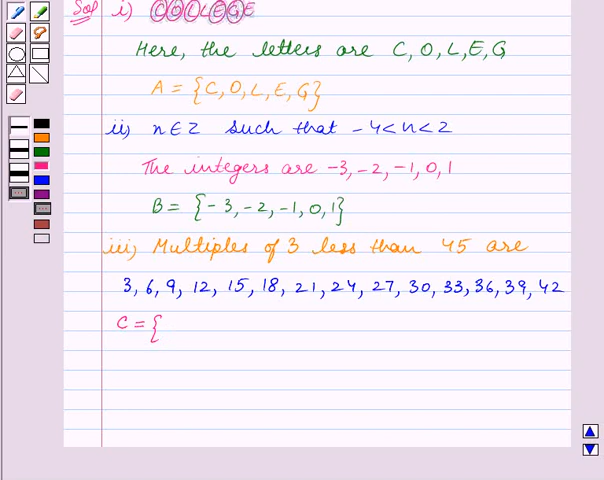 Sol i) COLLEGE
Here, the letters are C, O, L, E, G
A = {C, O, L, E, G}
ii) n ∈ Z such that -4 < n < 2
The integers are -3, -2, -1, 0, 1
B = {-3, -2, -1, 0, 1}
iii) Multiples of 3 less than 45 are
3, 6, 9, 12, 15, 18, 21, 24, 27, 30, 33, 36, 39, 42
C = {